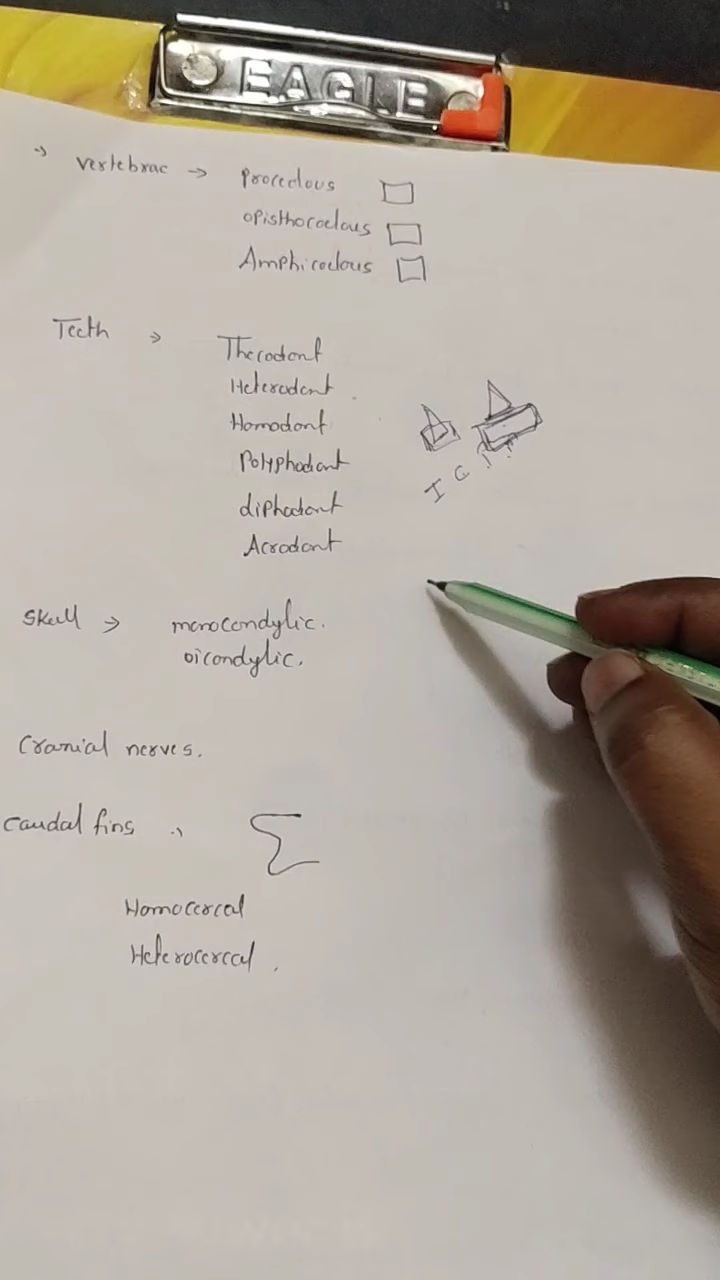 EAGLE
→ vertebrae → procedous
opisthocoelous
Amphicoelous
Teeth →
Thecodont
Heterodont
Homodont
Polyphodont
I C P
diphodont
Acrodont
Skull → monocondylic.
Dicondylic.
Cranial nerves.
Caudal fins →
Homocercal
Heterocercal.